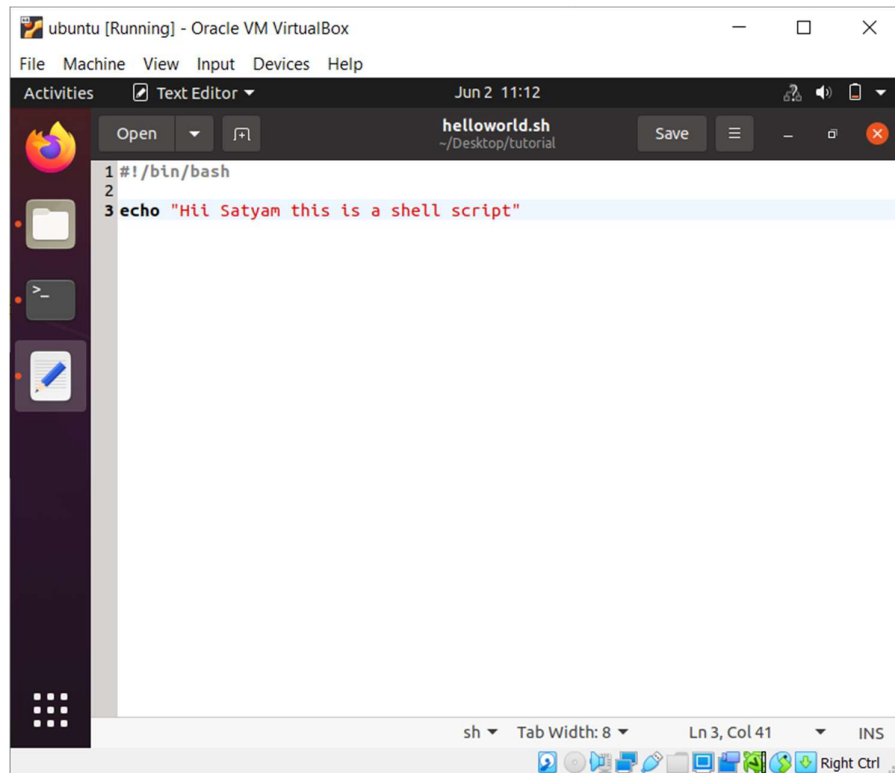 ubuntu [Running] - Oracle VM VirtualBox
File Machine View Input Devices Help
Activities Text Editor Jun 2 11:12
Open helloworld.sh Save
~/Desktop/tutorial
1 #!/bin/bash
2
3 echo "Hii Satyam this is a shell script"
>_
sh Tab Width: 8 Ln 3, Col 41 INS
Right Ctrl